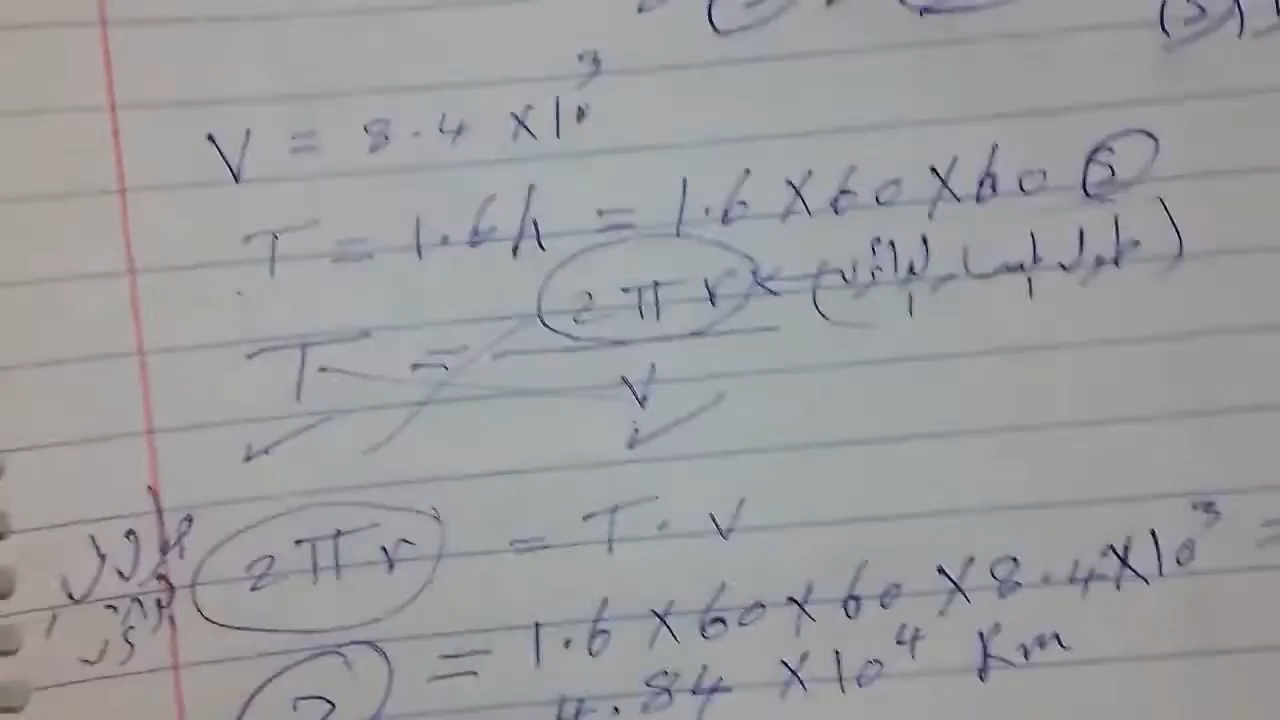 V = 8.4 × 10³
T = 1.6 h = 1.6 × 60 × 60 s
T = 2πr / V
2πr = T · V
= 1.6 × 60 × 60 × 8.4 × 10³ =
4.84 × 10⁴ Km